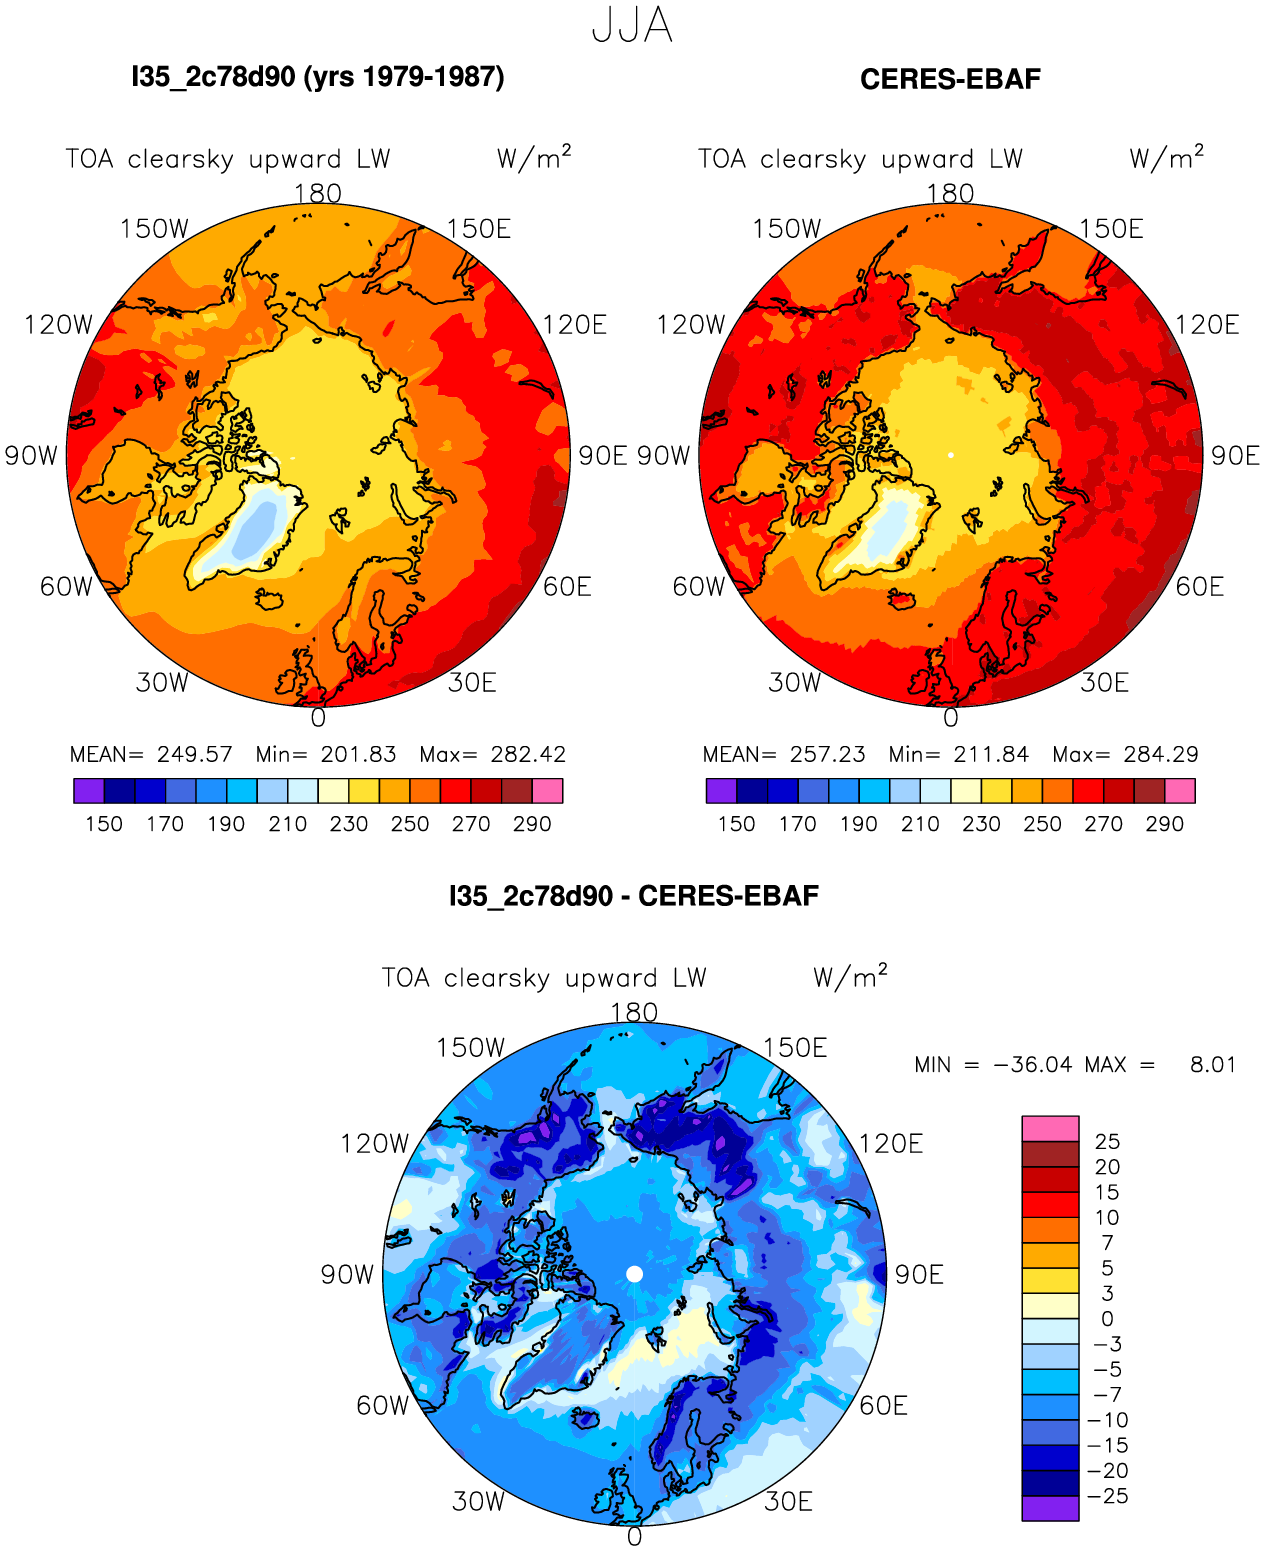 JJA
I35_2c78d90 (yrs 1979-1987)
CERES-EBAF
TOA clearsky upward LW W/m²
TOA clearsky upward LW W/m²
180
150W 150E
120W 120E
90W 90E
60W 60E
30W 30E
0
180
150W 150E
120W 120E
90W 90E
60W 60E
30W 30E
0
MEAN= 249.57 Min= 201.83 Max= 282.42
150 170 190 210 230 250 270 290
MEAN= 257.23 Min= 211.84 Max= 284.29
150 170 190 210 230 250 270 290
I35_2c78d90 - CERES-EBAF
TOA clearsky upward LW W/m²
180
150W 150E
120W 120E
90W 90E
60W 60E
30W 30E
0
MIN = −36.04 MAX = 8.01
25
20
15
10
7
5
3
0
−3
−5
−7
−10
−15
−20
−25